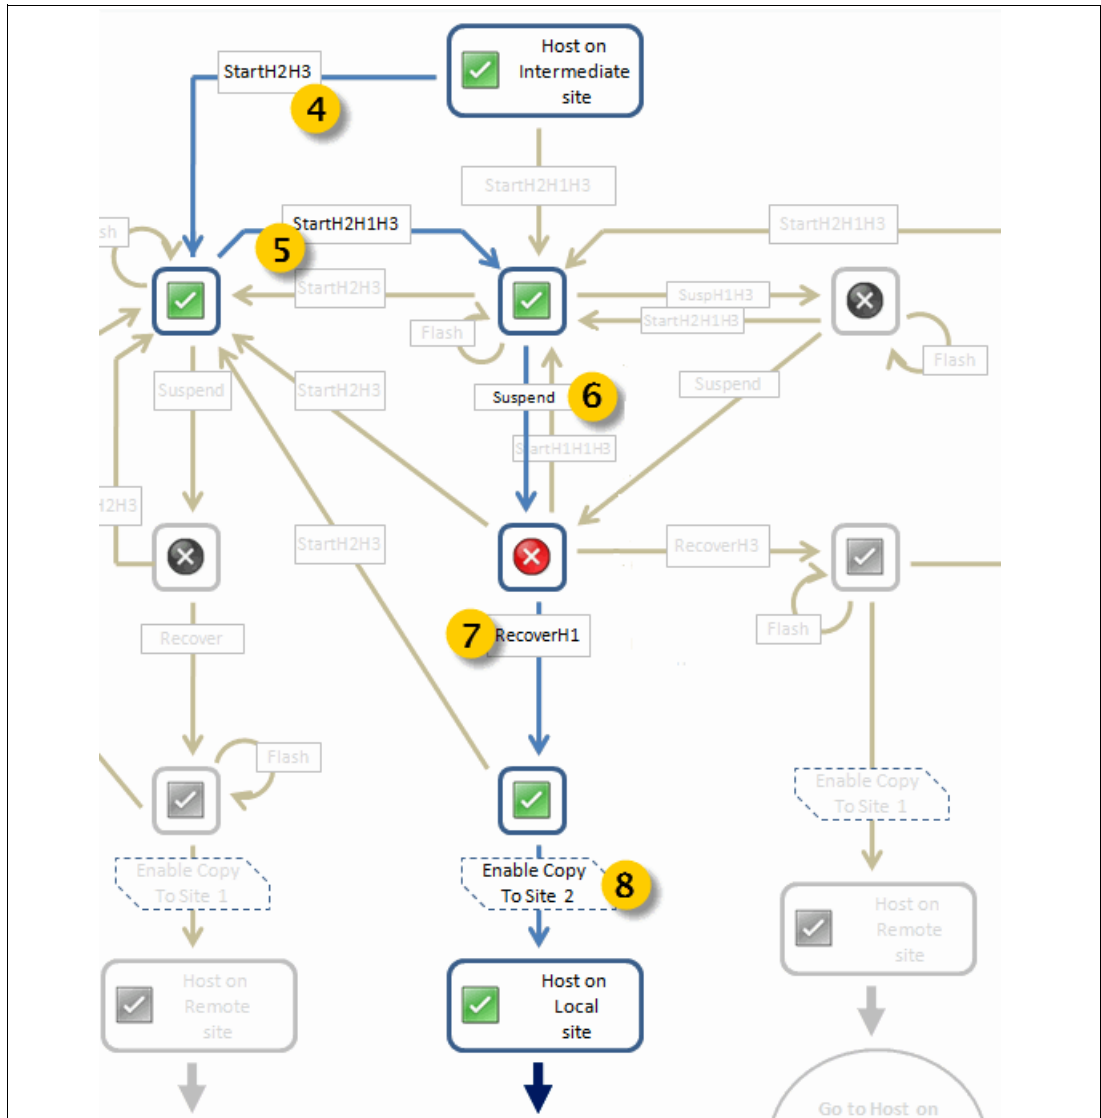 Host on
Intermediate
site
StartH2H3
4
StartH2H1H3
StartH2H1H3
5
StartH2H1H3
sh
StartH2H3
SuspH1H3
StartH2H1H3
Flash
Flash
Suspend
StartH2H3
Suspend
6
Suspend
StartH1H1H3
H2H3
StartH2H3
RecoverH3
Recover
7
RecoverH1
Flash
Flash
Enable Copy
To Site 1
Enable Copy
To Site 1
Enable Copy
To Site 2
8
Host on
Remote
site
Host on
Remote
site
Host on
Local
site
Go to Host on